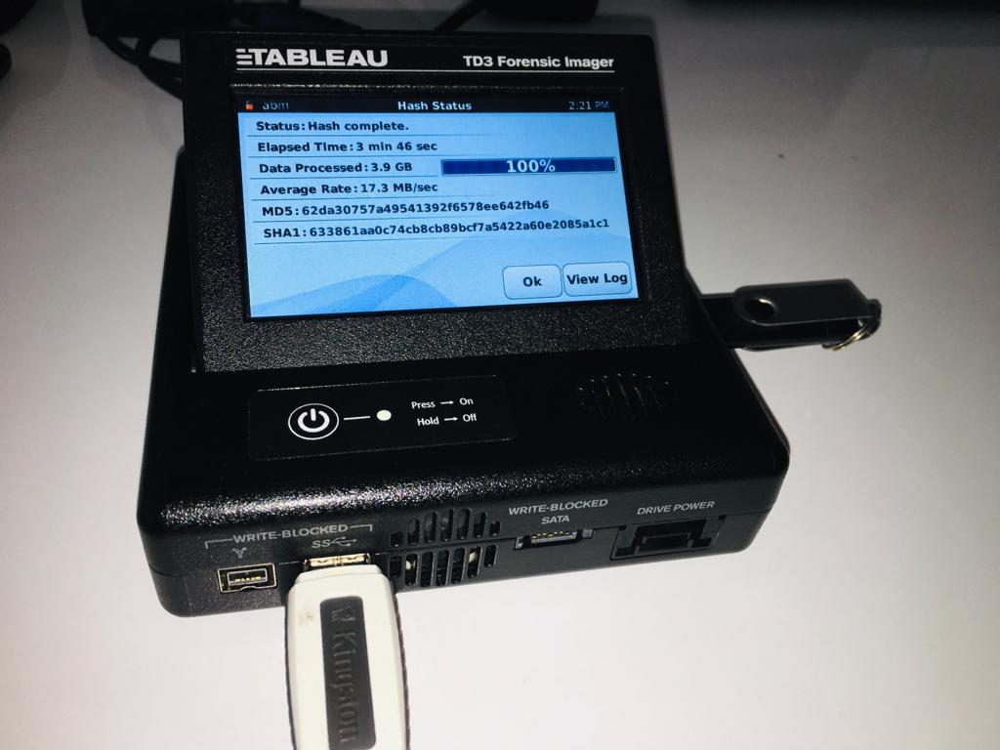 TABLEAU
TD3 Forensic Imager
abm
Hash Status
2:21 PM
Status: Hash complete.
Elapsed Time: 3 min 46 sec
Data Processed: 3.9 GB
100%
Average Rate: 17.3 MB/sec
MD5: 62da30757a49541392f6578ee642fb46
SHA1: 633861aa0c74cb8cb89bcf7a5422a60e2085a1c1
Ok
View Log
Press → On
Hold → Off
WRITE-BLOCKED
SS
WRITE-BLOCKED
SATA
DRIVE POWER
Kingston